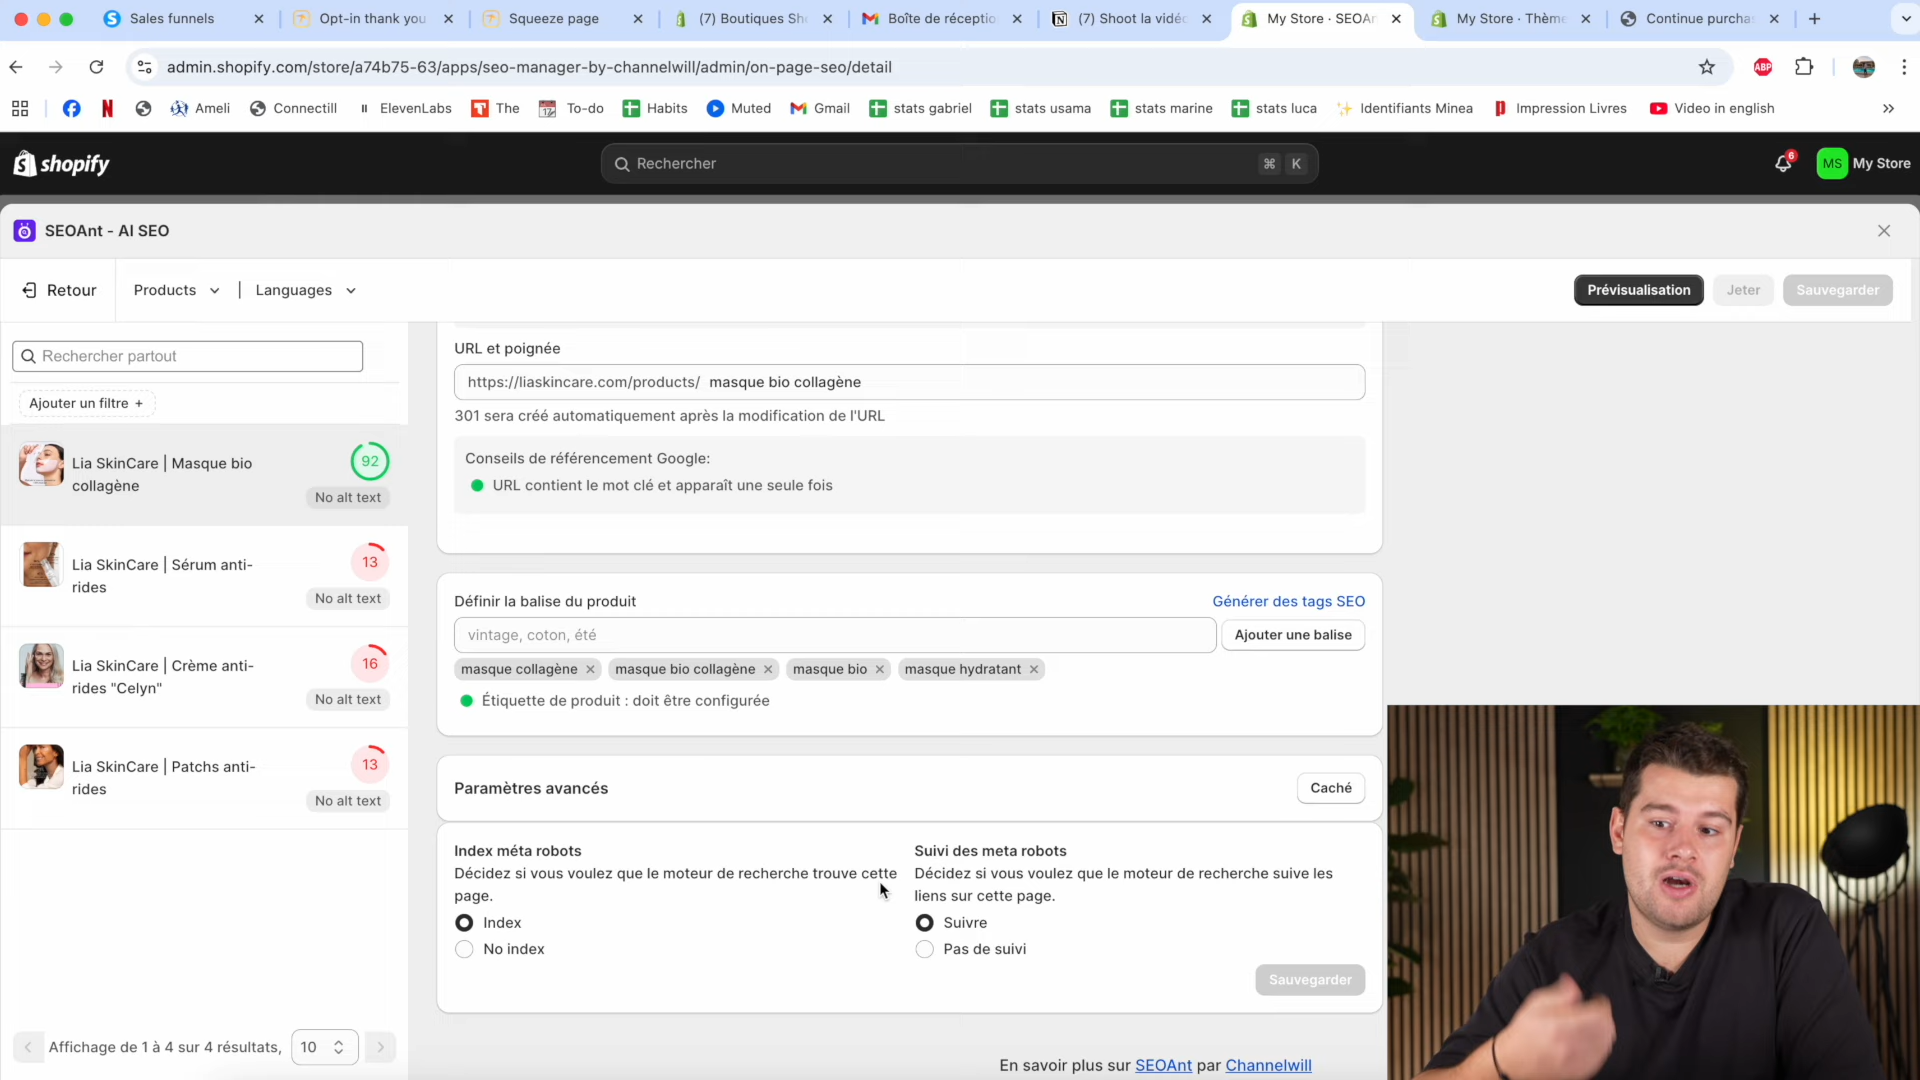 Sales funnels
Opt-in thank you
Squeeze page
(7) Boutiques Sh
Boîte de réceptio
(7) Shoot la vidé
My Store · SEOAn
My Store · Thème
Continue purcha
admin.shopify.com/store/a74b75-63/apps/seo-manager-by-channelwill/admin/on-page-seo/detail
ABP
Ameli
Connectill
ElevenLabs
The
To-do
Habits
Muted
Gmail
stats gabriel
stats usama
stats marine
stats luca
Identifiants Minea
Impression Livres
Video in english
shopify
Rechercher
⌘ K
6
MS
My Store
SEOAnt - AI SEO
Retour
Products
Languages
Prévisualisation
Jeter
Sauvegarder
Rechercher partout
Ajouter un filtre +
Lia SkinCare | Masque bio
collagène
92
No alt text
Lia SkinCare | Sérum anti-
rides
13
No alt text
Lia SkinCare | Crème anti-
rides "Celyn"
16
No alt text
Lia SkinCare | Patchs anti-
rides
13
No alt text
Affichage de 1 à 4 sur 4 résultats,
10
URL et poignée
https://liaskincare.com/products/ masque bio collagène
301 sera créé automatiquement après la modification de l'URL
Conseils de référencement Google:
URL contient le mot clé et apparaît une seule fois
Définir la balise du produit
Générer des tags SEO
vintage, coton, été
Ajouter une balise
masque collagène
masque bio collagène
masque bio
masque hydratant
Étiquette de produit : doit être configurée
Paramètres avancés
Caché
Index méta robots
Décidez si vous voulez que le moteur de recherche trouve cette
page.
Index
No index
Suivi des meta robots
Décidez si vous voulez que le moteur de recherche suive les
liens sur cette page.
Suivre
Pas de suivi
Sauvegarder
En savoir plus sur SEOAnt par Channelwill